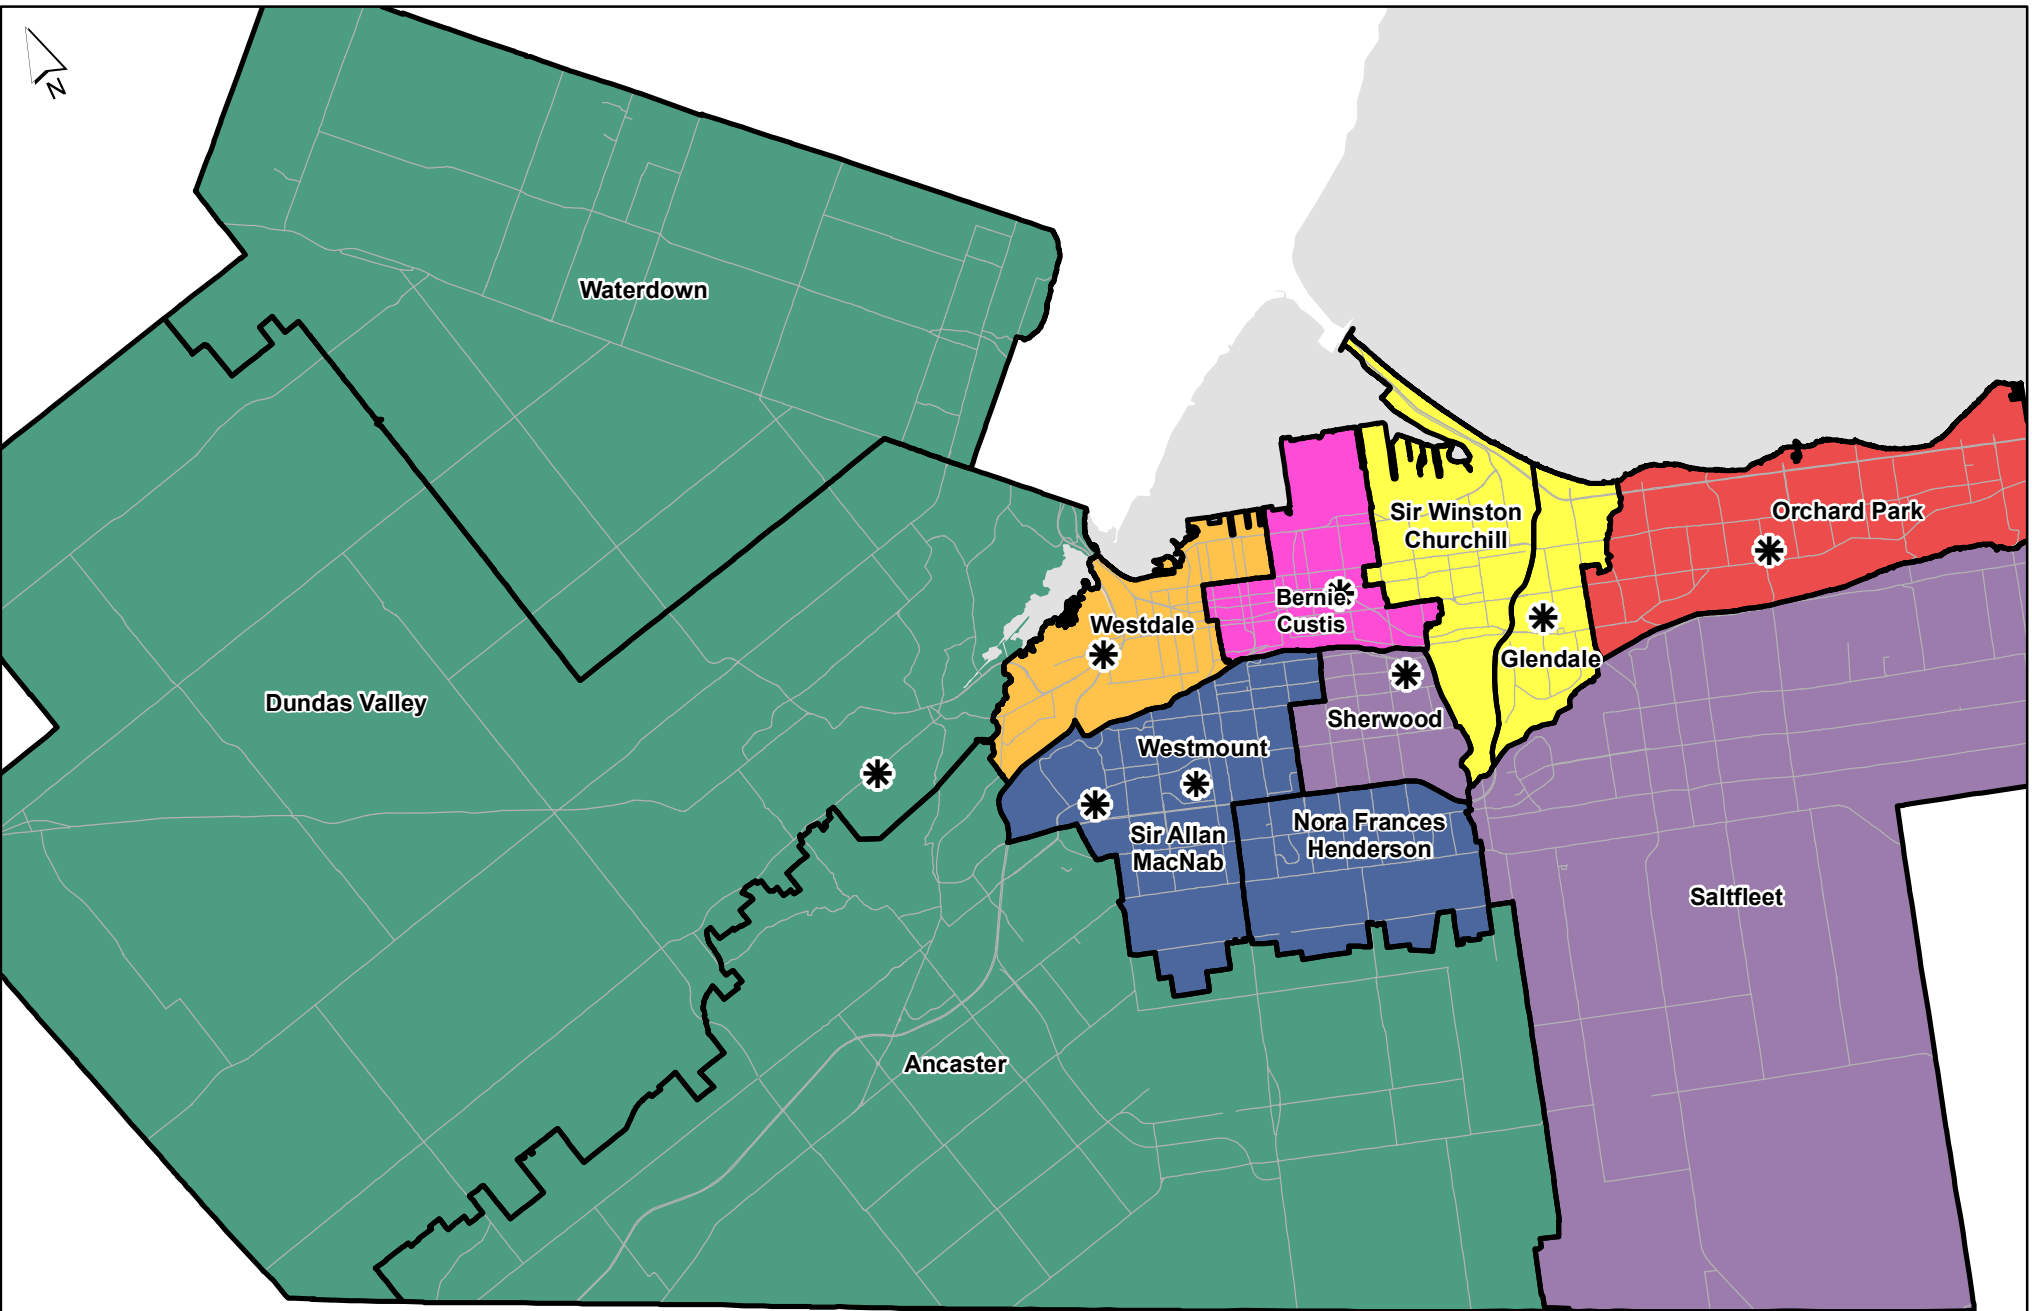 N
Waterdown
Sir Winston
Churchill
Orchard Park
Bernie
Custis
Westdale
Glendale
Dundas Valley
Sherwood
Westmount
Sir Allan
MacNab
Nora Frances
Henderson
Saltfleet
Ancaster